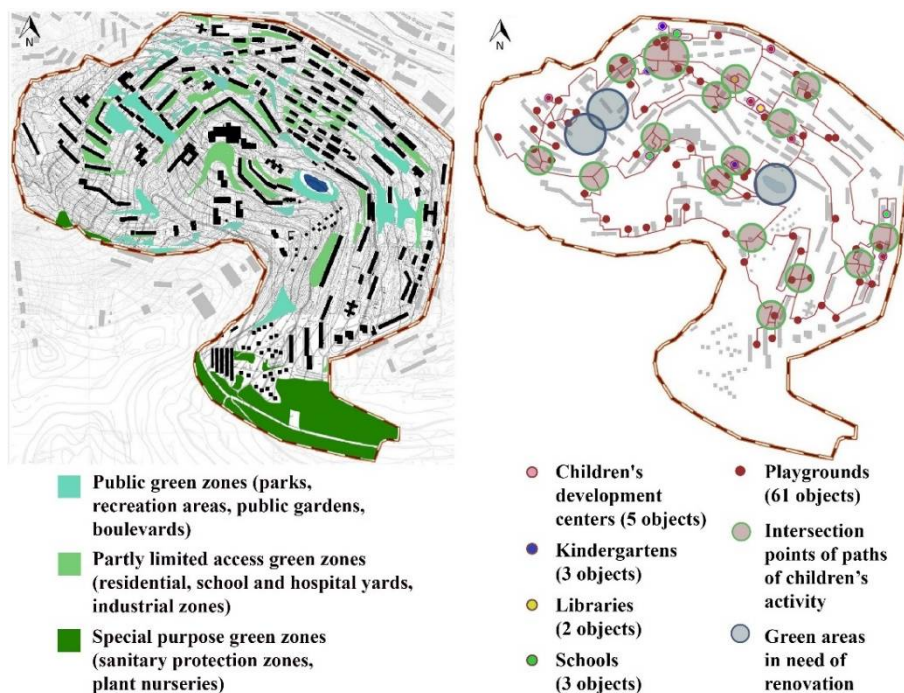 N
N
Public green zones (parks,
recreation areas, public gardens,
boulevards)
Partly limited access green zones
(residential, school and hospital yards,
industrial zones)
Special purpose green zones
(sanitary protection zones,
plant nurseries)
Children's
development
centers (5 objects)
Kindergartens
(3 objects)
Libraries
(2 objects)
Schools
(3 objects)
Playgrounds
(61 objects)
Intersection
points of paths
of children’s
activity
Green areas
in need of
renovation